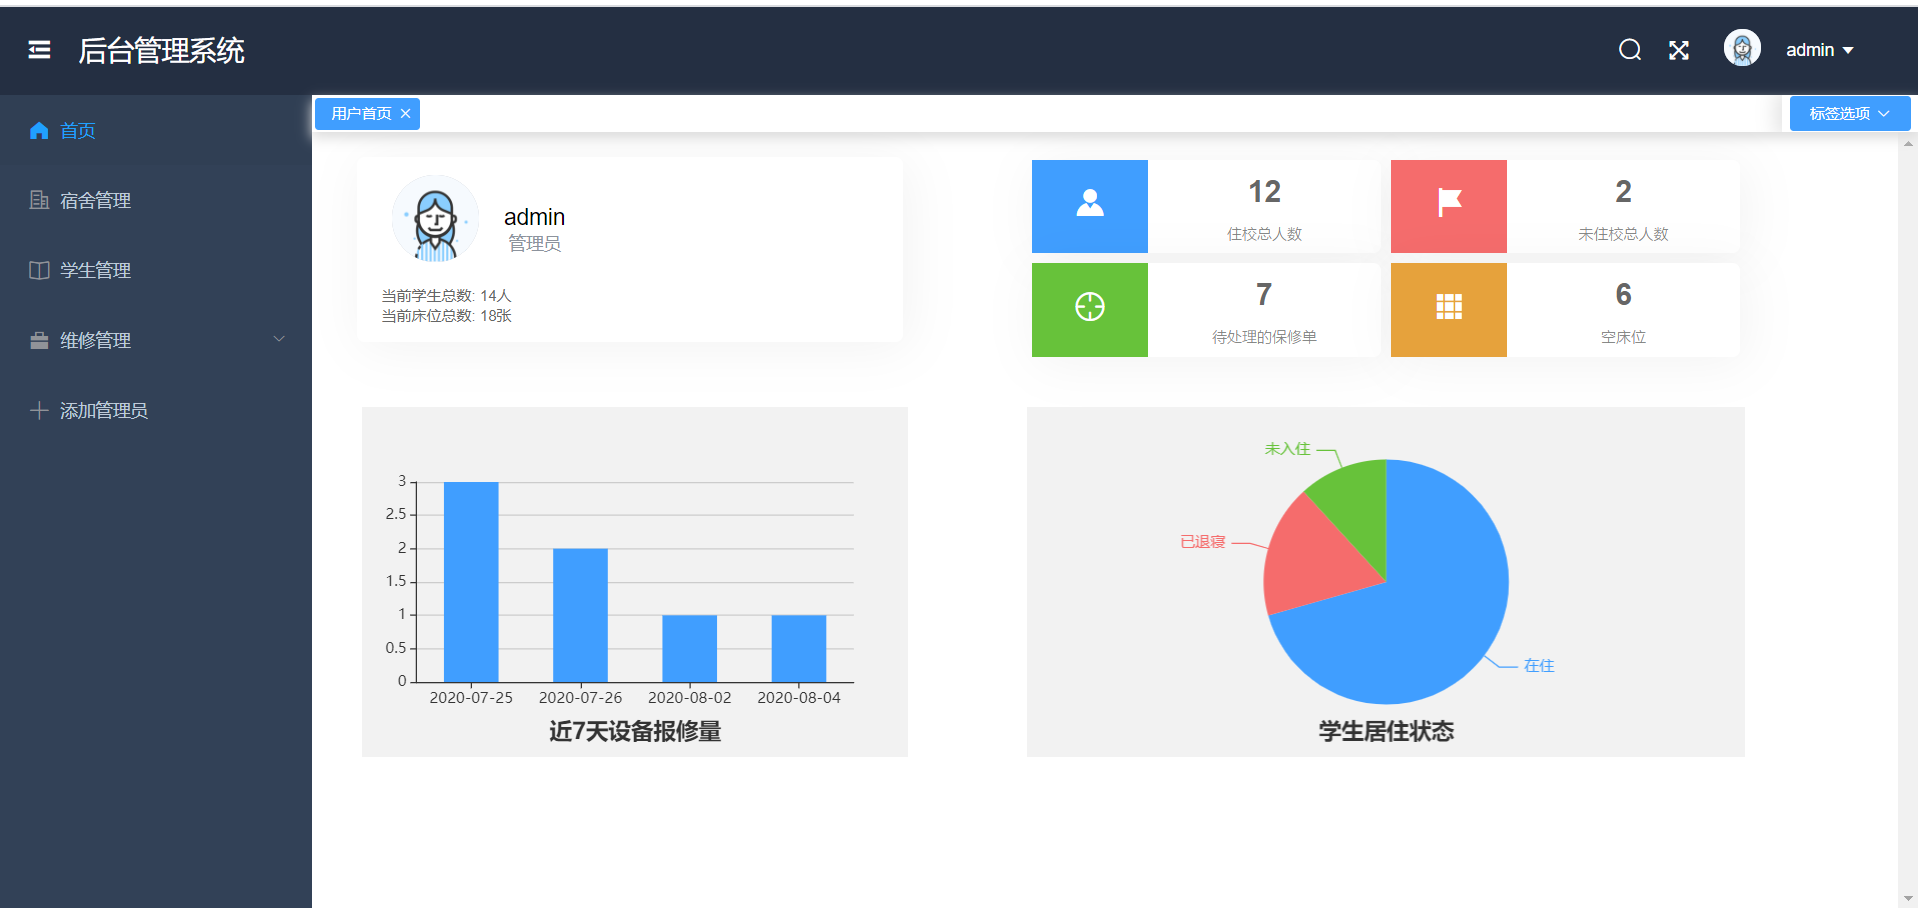 后台管理系统
admin
首页
宿舍管理
学生管理
维修管理
添加管理员
用户首页
标签选项
admin
管理员
当前学生总数: 14人
当前床位总数: 18张
12
住校总人数
2
未住校总人数
7
待处理的保修单
6
空床位
3
2.5
2
1.5
1
0.5
0
2020-07-25 2020-07-26 2020-08-02 2020-08-04
近7天设备报修量
未入住
已退寝
在住
学生居住状态